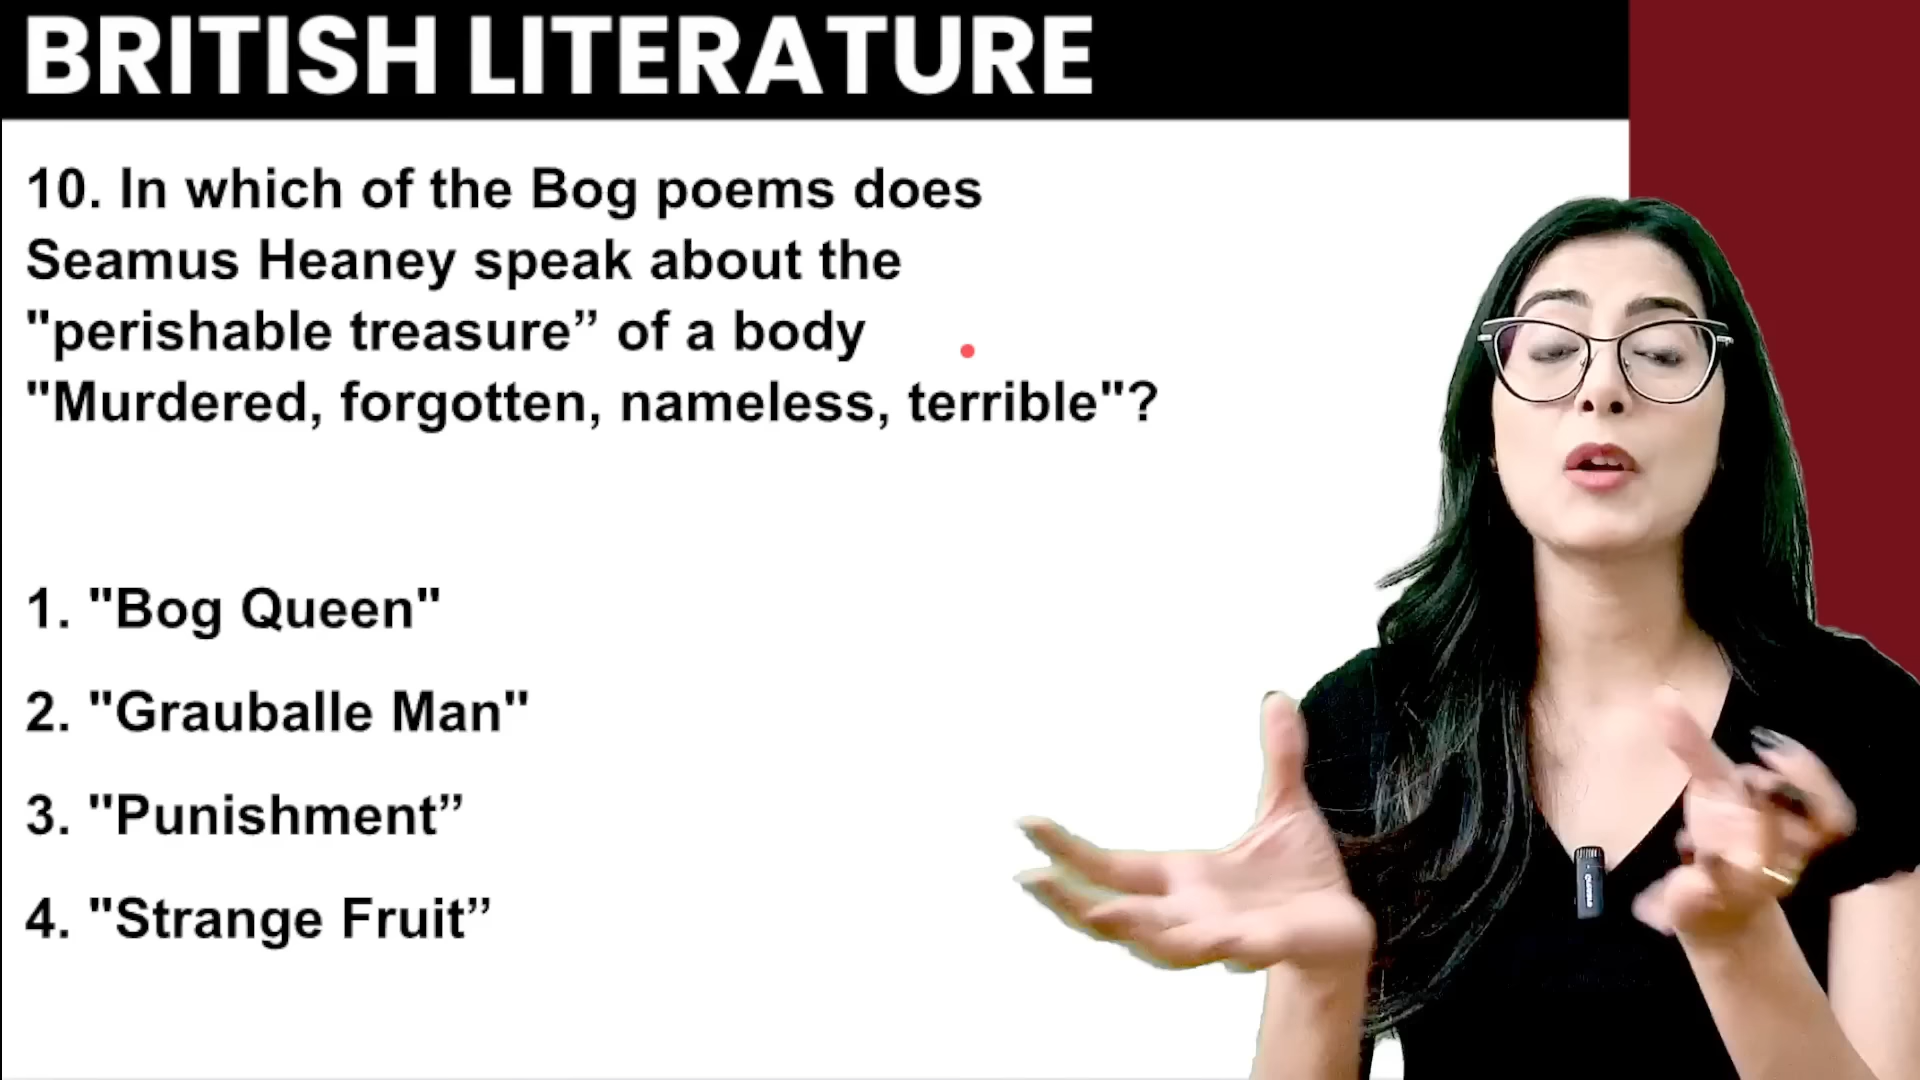 BRITISH LITERATURE
10. In which of the Bog poems does
Seamus Heaney speak about the
"perishable treasure” of a body
"Murdered, forgotten, nameless, terrible"?
1. "Bog Queen"
2. "Grauballe Man"
3. "Punishment”
4. "Strange Fruit”